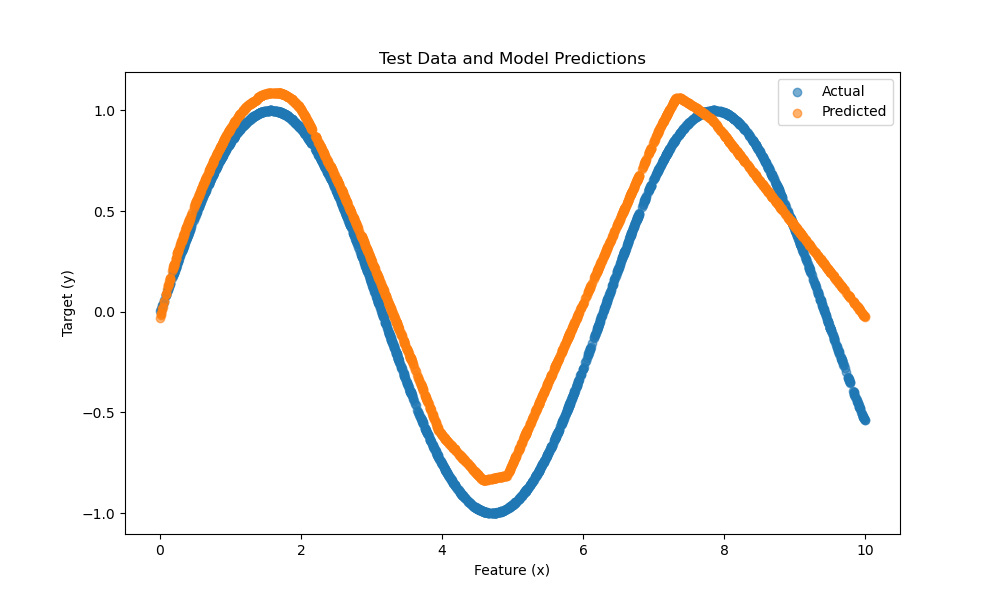 Test Data and Model Predictions
Actual
Predicted
1.0
0.5
0.0
−0.5
−1.0
Target (y)
0 2 4 6 8 10
Feature (x)